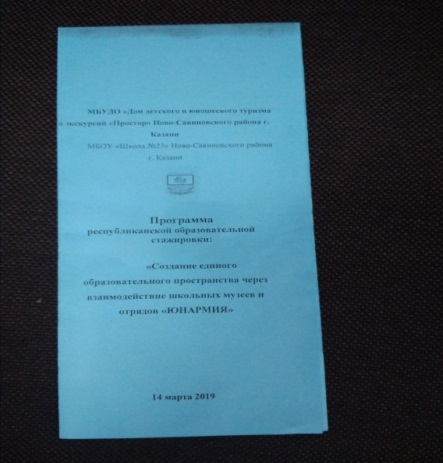 МБУДО «Дом детского и юношеского туризма
и экскурсий «Простор» Ново-Савиновского района г.
Казани
МБОУ «Школа №23» Ново-Савиновского района
г. Казани
Программа
республиканской образовательной
стажировки:
«Создание единого
образовательного пространства через
взаимодействие школьных музеев и
отрядов «ЮНАРМИЯ»
14 марта 2019